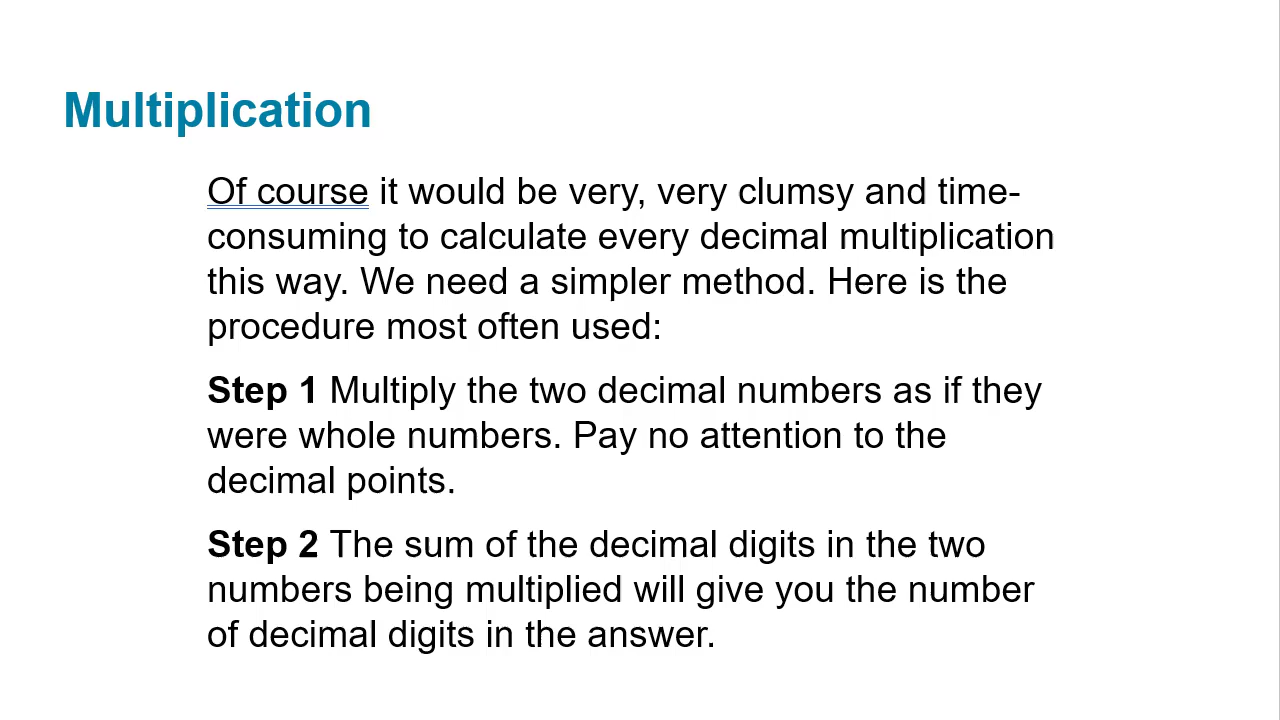 Multiplication
Of course it would be very, very clumsy and time-
consuming to calculate every decimal multiplication
this way. We need a simpler method. Here is the
procedure most often used:
Step 1 Multiply the two decimal numbers as if they
were whole numbers. Pay no attention to the
decimal points.
Step 2 The sum of the decimal digits in the two
numbers being multiplied will give you the number
of decimal digits in the answer.